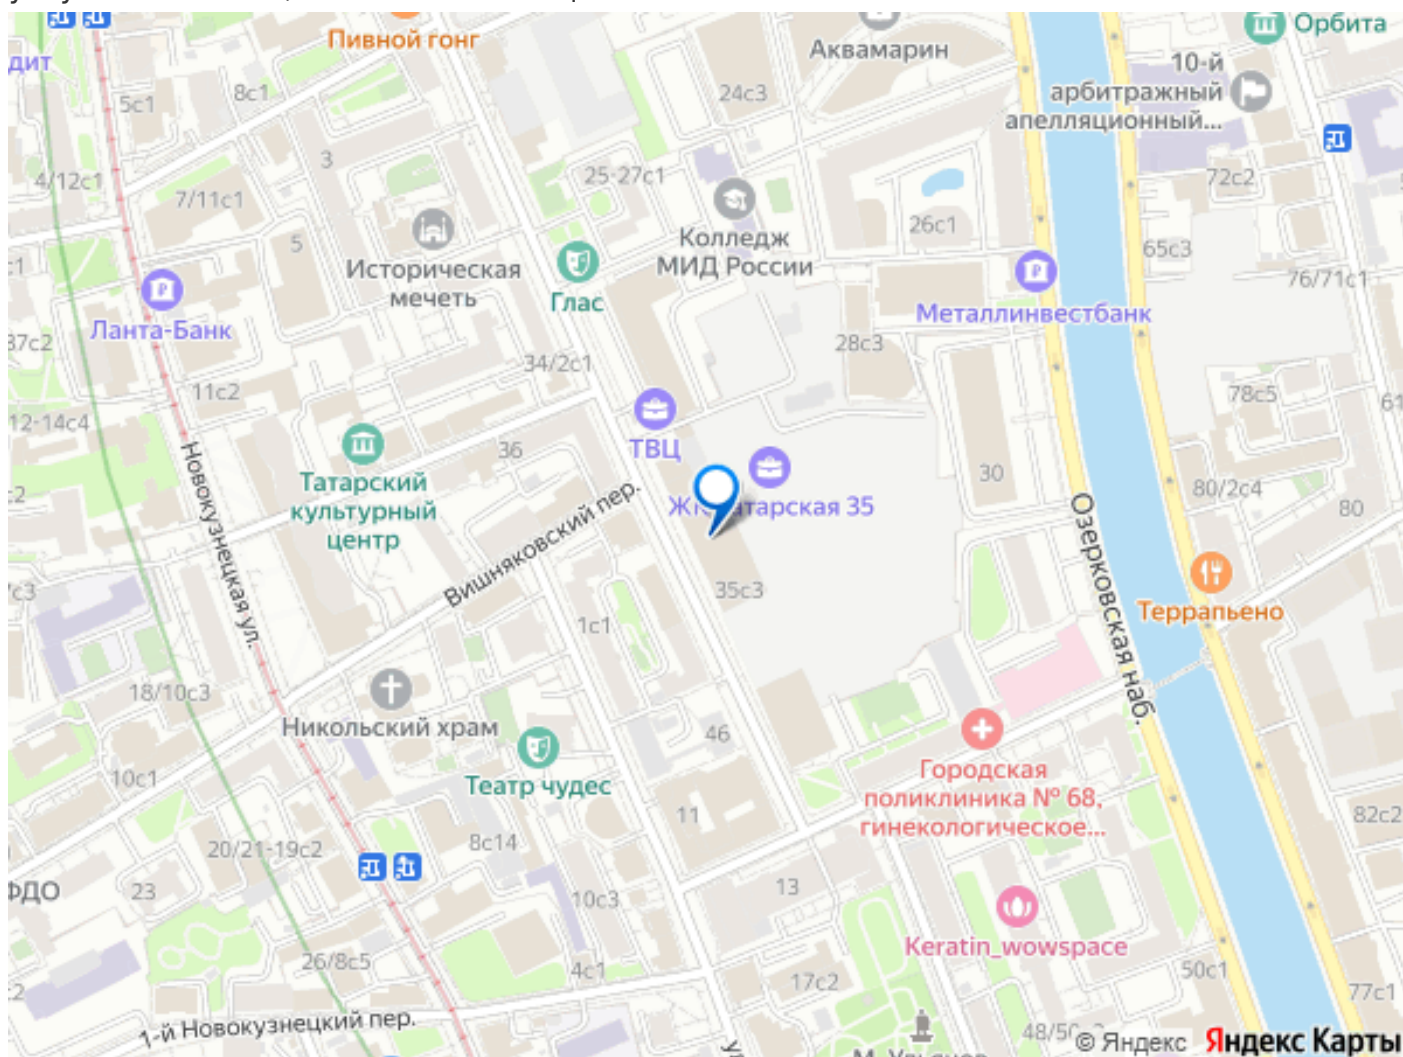 Пивной гонг
Аквамарин
Орбита
дит
10-й
арбитражный
апелляционный...
5с1
8с1
24с3
3
4/12с1
7/11с1
25-27с1
72с2
5
26с1
65с3
Колледж
МИД России
Историческая
мечеть
Глас
Ланта-Банк
Металлинвестбанк
76/71с1
37с2
34/2с1
28с3
11с2
78с5
61
12-14с4
ТВЦ
36
Татарский
культурный
центр
30
80/2с4
80
Новокузнецкая ул.
Вишняковский пер.
Озерковская наб.
35с3
1с1
Террапьено
18/10с3
Никольский храм
46
Театр чудес
10с1
11
Городская
поликлиника № 68,
гинекологическое...
82с2
20/21-19с2
8с14
ФДО
23
10с3
13
Keratin_wowspace
26/8с5
4с1
17с2
50с1
77с1
1-й Новокузнецкий пер.
© Яндекс
Яндекс Карты